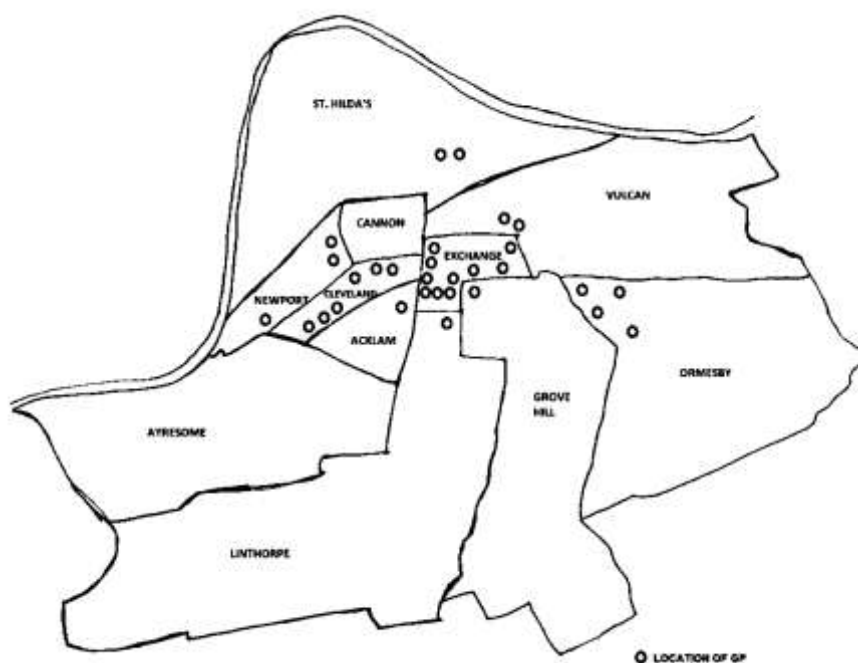 ST. HILDA'S
VULCAN
CANNON
EXCHANGE
NEWPORT
CLEVELAND
ACKLAM
ORMESBY
GROVE
HILL
AYRESOME
LINTHORPE
LOCATION OF GP